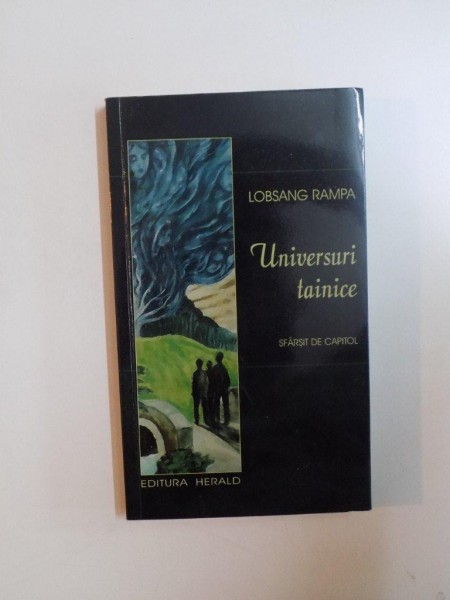 LOBSANG RAMPA
Universuri
tainice
SFÂRȘIT DE CAPITOL
EDITURA HERALD